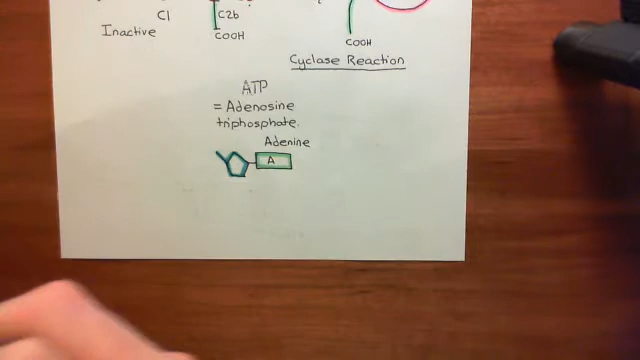 C1
C2b
Inactive
COOH
COOH
Cyclase Reaction
ATP
= Adenosine
triphosphate.
Adenine
A